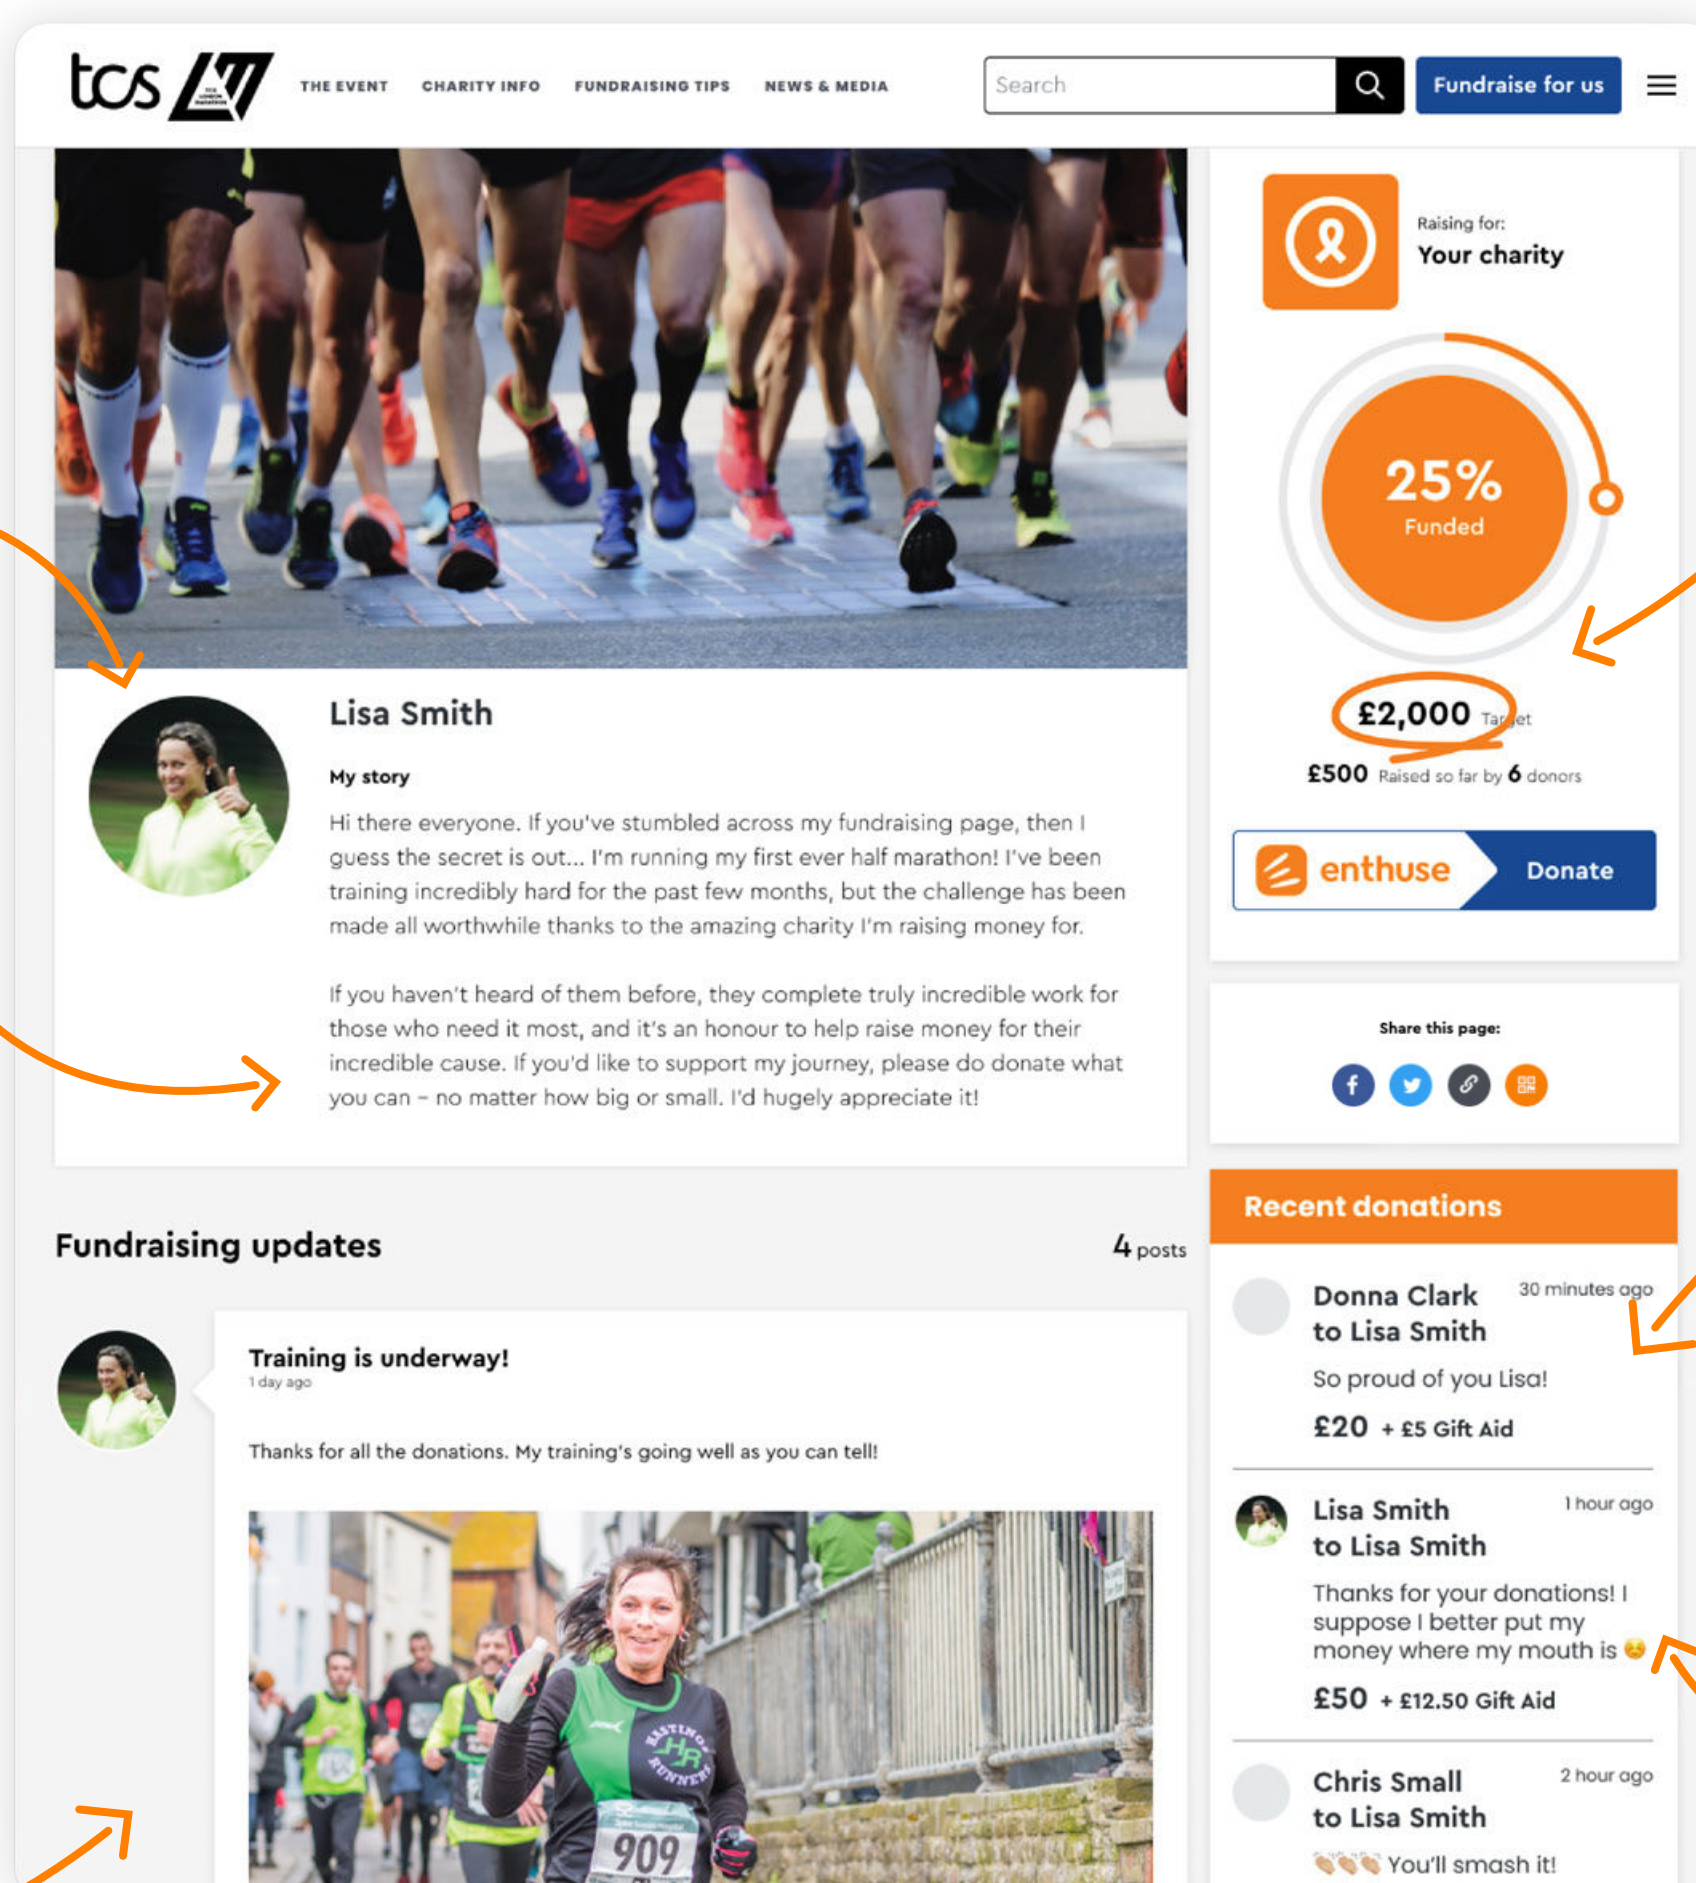 tcs
TCS
LONDON
MARATHON
THE EVENT
CHARITY INFO
FUNDRAISING TIPS
NEWS & MEDIA
Search
Fundraise for us
Raising for:
Your charity
25%
Funded
£2,000 Target
£500 Raised so far by 6 donors
enthuse
Donate
Lisa Smith
My story
Hi there everyone. If you've stumbled across my fundraising page, then I
guess the secret is out... I'm running my first ever half marathon! I've been
training incredibly hard for the past few months, but the challenge has been
made all worthwhile thanks to the amazing charity I'm raising money for.
If you haven't heard of them before, they complete truly incredible work for
those who need it most, and it's an honour to help raise money for their
incredible cause. If you'd like to support my journey, please do donate what
you can – no matter how big or small. I'd hugely appreciate it!
Share this page:
Fundraising updates
4 posts
Training is underway!
1 day ago
Thanks for all the donations. My training's going well as you can tell!
HASTINGS
HR
RUNNERS
909
Recent donations
Donna Clark
to Lisa Smith
30 minutes ago
So proud of you Lisa!
£20 + £5 Gift Aid
Lisa Smith
to Lisa Smith
1 hour ago
Thanks for your donations! I
suppose I better put my
money where my mouth is ☺️
£50 + £12.50 Gift Aid
Chris Small
to Lisa Smith
2 hour ago
👏🏼👏🏼👏🏼 You'll smash it!